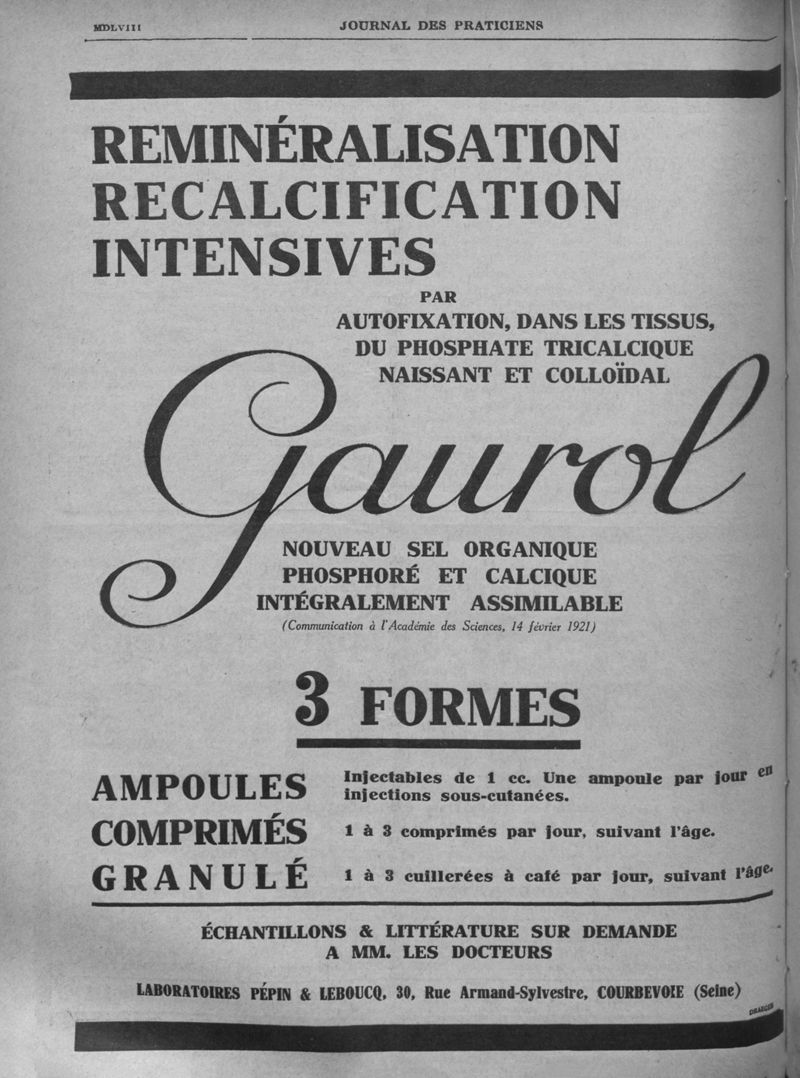 MDLVIII
JOURNAL DES PRATICIENS
REMINÉRALISATION
RECALCIFICATION
INTENSIVES
PAR
AUTOFIXATION, DANS LES TISSUS,
DU PHOSPHATE TRICALCIQUE
NAISSANT ET COLLOÏDAL
Gaurol
NOUVEAU SEL ORGANIQUE
PHOSPHORÉ ET CALCIQUE
INTÉGRALEMENT ASSIMILABLE
(Communication à l'Académie des Sciences, 14 février 1921)
3 FORMES
AMPOULES
Injectables de 1 cc. Une ampoule par jour en
injections sous-cutanées.
COMPRIMÉS
1 à 3 comprimés par jour, suivant l'âge.
GRANULÉ
1 à 3 cuillerées à café par jour, suivant l'âge.
ÉCHANTILLONS & LITTÉRATURE SUR DEMANDE
A MM. LES DOCTEURS
LABORATOIRES PÉPIN & LEBOUCQ, 30, Rue Armand-Sylvestre, COURBEVOIE (Seine)
DRAEGER